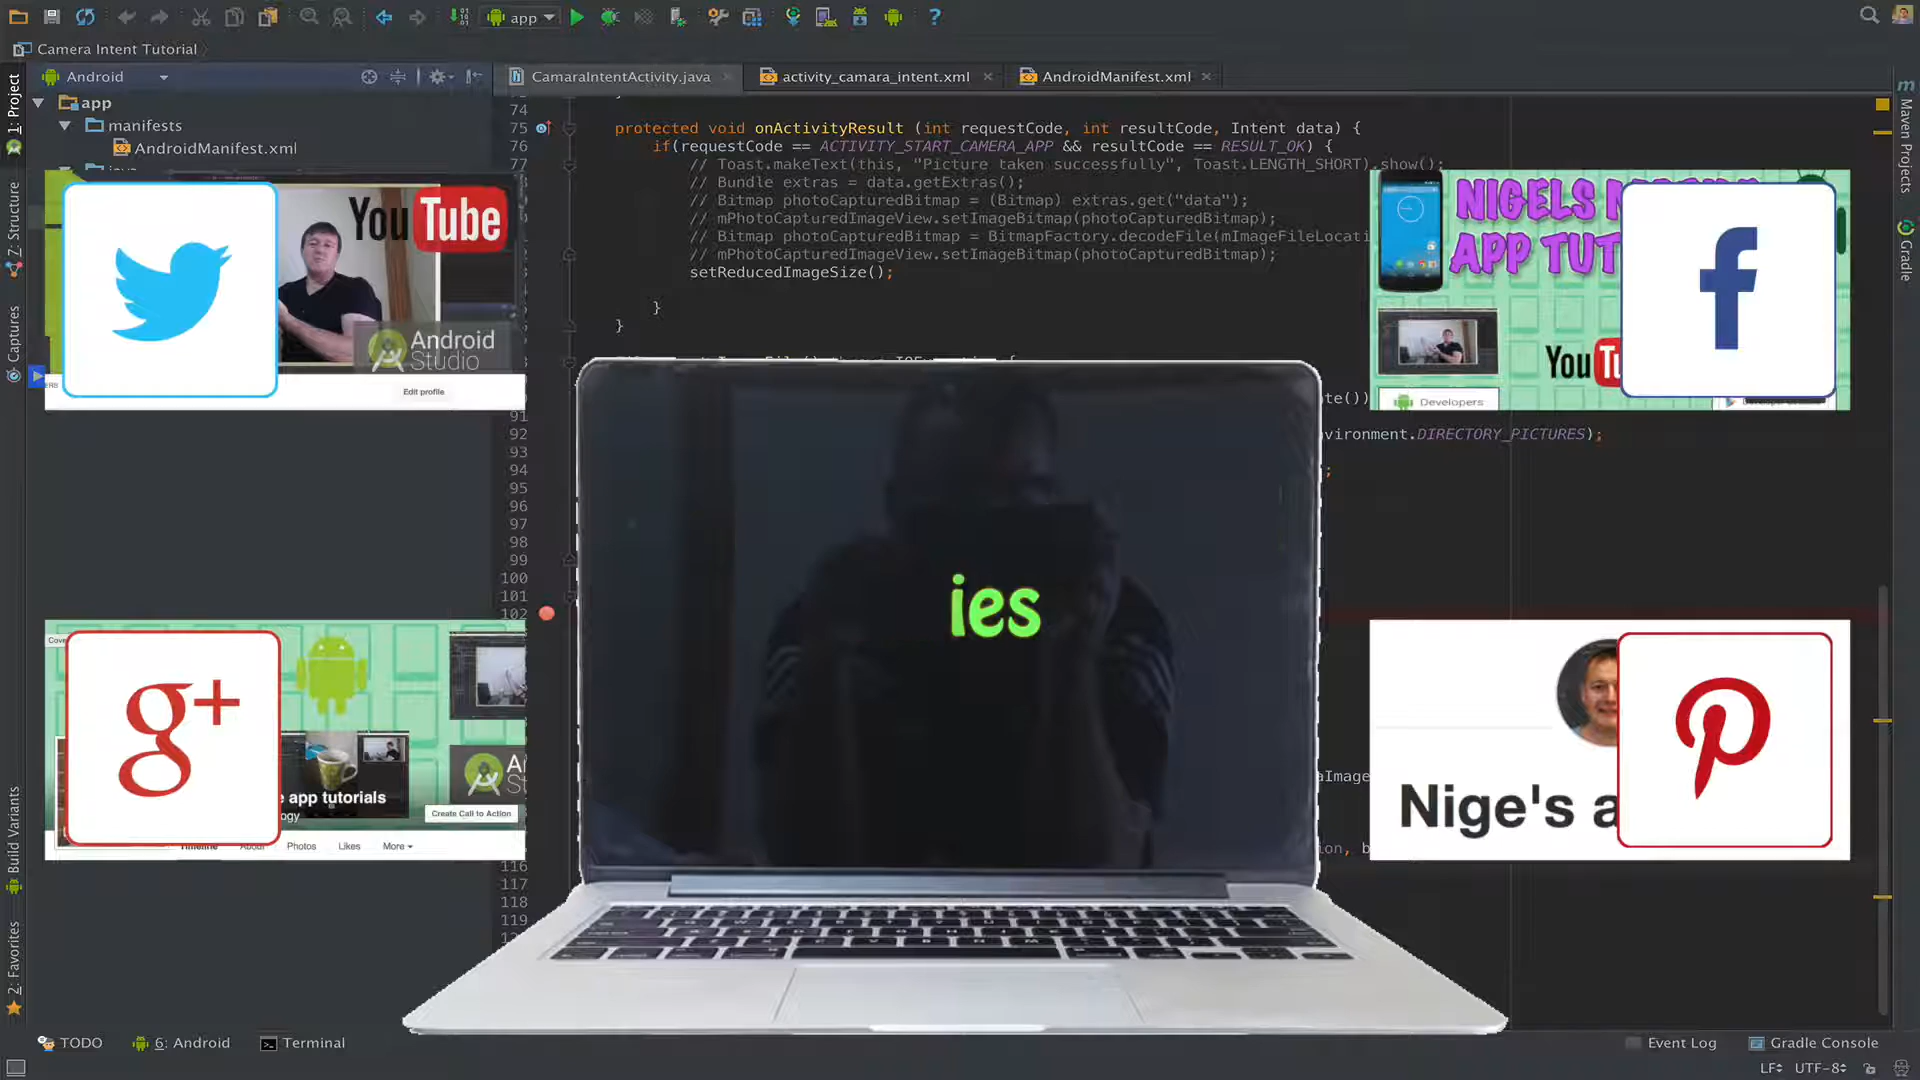 app
Camera Intent Tutorial
Android
CamaraIntentActivity.java
activity_camara_intent.xml
AndroidManifest.xml
1: Project
app
manifests
AndroidManifest.xml
74
75 protected void onActivityResult (int requestCode, int resultCode, Intent data) {
76 if(requestCode == ACTIVITY_START_CAMERA_APP && resultCode == RESULT_OK) {
77 // Toast.makeText(this, "Picture taken successfully", Toast.LENGTH_SHORT).show();
// Bundle extras = data.getExtras();
// Bitmap photoCapturedBitmap = (Bitmap) extras.get("data");
// mPhotoCapturedImageView.setImageBitmap(photoCapturedBitmap);
// Bitmap photoCapturedBitmap = BitmapFactory.decodeFile(mImageFileLocati
// mPhotoCapturedImageView.setImageBitmap(photoCapturedBitmap);
setReducedImageSize();
}
}
7: Structure
Captures
Build Variants
2: Favorites
Maven Projects
Gradle
YouTube
Android
Studio
Edit profile
NIGELS
APP TUT
You
Developers
f
ate())
vironment.DIRECTORY_PICTURES);
;
91
92
93
94
95
96
97
98
99
100
101
102
ies
g+
e app tutorials
ogy
Create Call to Action
Timeline
About
Photos
Likes
More
aImage
Nige's a
on, b
116
117
118
119
TODO
6: Android
Terminal
Event Log
Gradle Console
LF
UTF-8